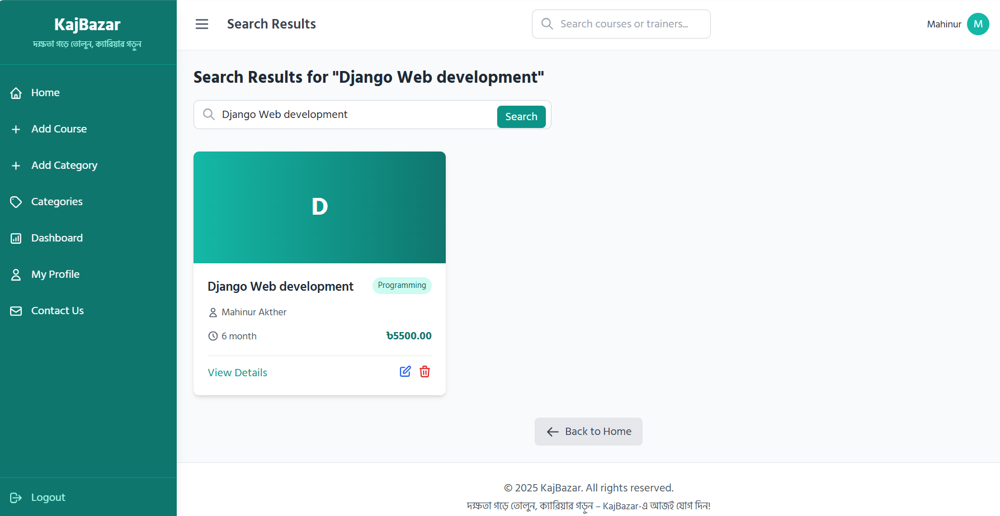 KajBazar
দক্ষতা গড়ে তোলুন, ক্যারিয়ার গড়ুন
Home
Add Course
Add Category
Categories
Dashboard
My Profile
Contact Us
Logout
Search Results
Search courses or trainers...
Mahinur
M
Search Results for "Django Web development"
Django Web development
Search
D
Django Web development
Programming
Mahinur Akther
6 month
৳5500.00
View Details
Back to Home
© 2025 KajBazar. All rights reserved.
দক্ষতা গড়ে তোলুন, ক্যারিয়ার গড়ুন – KajBazar-এ আজই যোগ দিন!